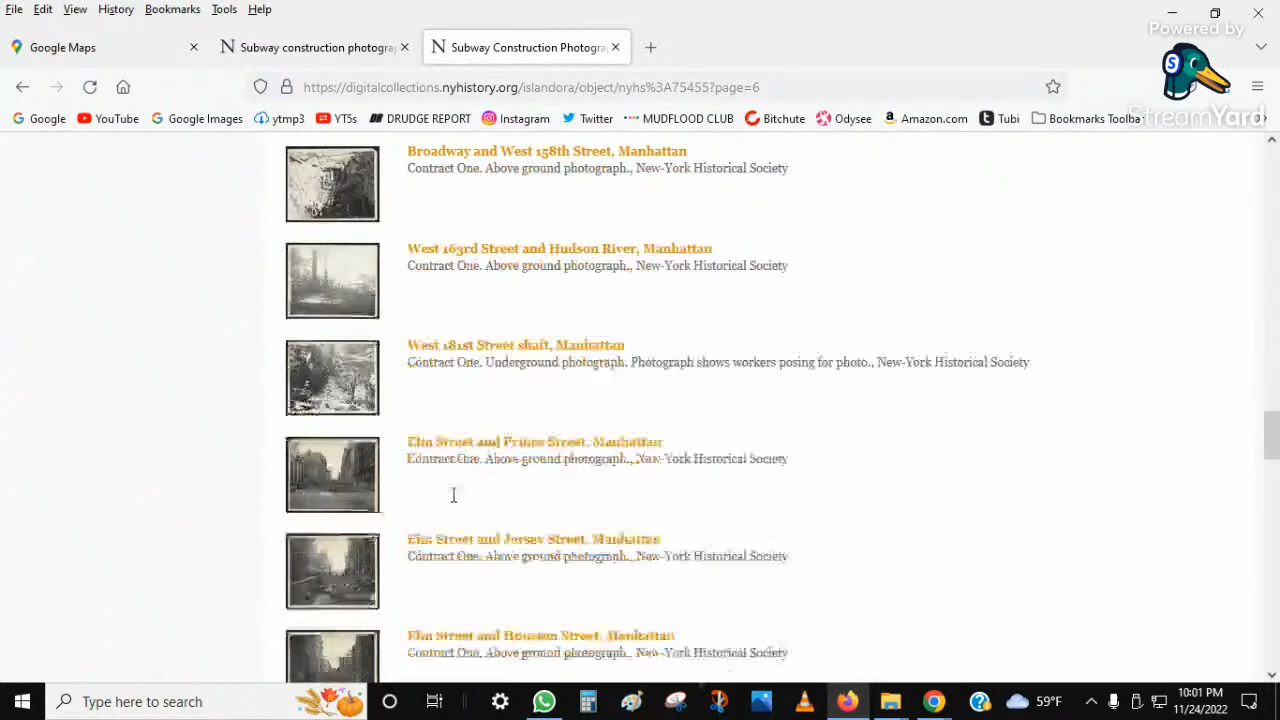 File Edit View History Bookmarks Tools Help
Powered by
Google Maps
Subway construction photogra
Subway Construction Photogra
https://digitalcollections.nyhistory.org/islandora/object/nyhs%3A75455?page=6
StreamYard
Google YouTube Google Images ytmp3 YT5s DRUDGE REPORT Instagram Twitter MUDFLOOD CLUB Bitchute Odysee Amazon.com Tubi Bookmarks Toolba
Broadway and West 158th Street, Manhattan
Contract One. Above ground photograph., New-York Historical Society
West 163rd Street and Hudson River, Manhattan
Contract One. Above ground photograph., New-York Historical Society
West 181st Street shaft, Manhattan
Contract One. Underground photograph. Photograph shows workers posing for photo., New-York Historical Society
Elm Street and Prince Street, Manhattan
Contract One. Above ground photograph., New-York Historical Society
Elm Street and Jersey Street, Manhattan
Contract One. Above ground photograph., New-York Historical Society
Elm Street and Houston Street, Manhattan
Contract One. Above ground photograph., New-York Historical Society
Type here to search
59°F
10:01 PM
11/24/2022